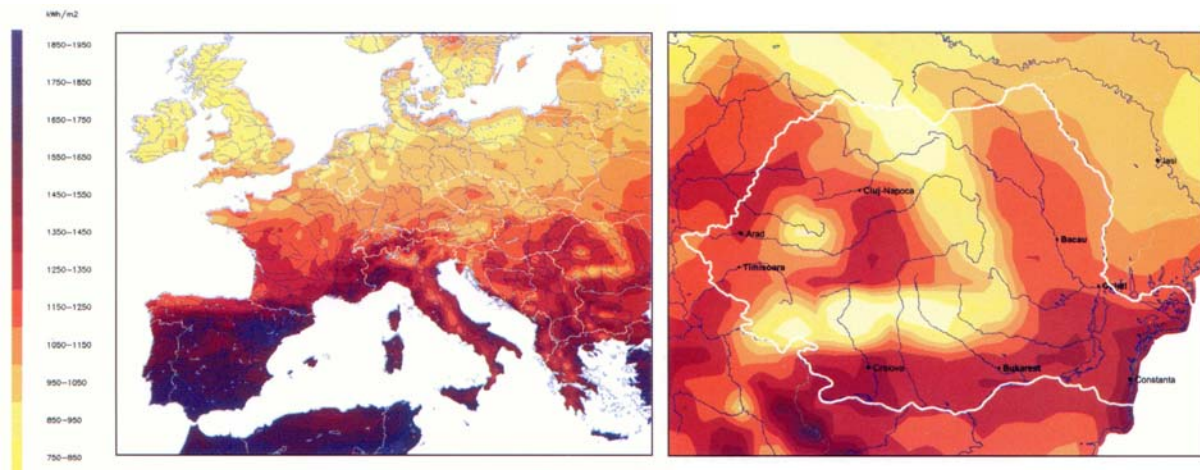 kWh/m2
1850-1950
1750-1850
1650-1750
1550-1650
1450-1550
1350-1450
1250-1350
1150-1250
1050-1150
950-1050
850-950
750-850
Iasi
Cluj-Napoca
Arad
Bacau
Timisoara
Galati
Craiova
Bukarest
Constanta